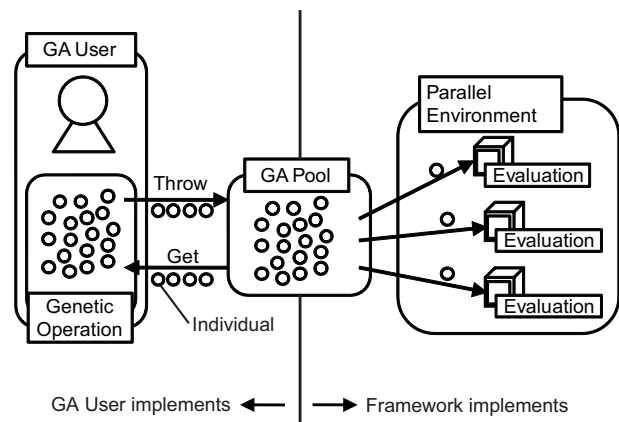 GA User
Parallel
Environment
Throw
GA Pool
Evaluation
Get
Evaluation
Genetic
Operation
Individual
Evaluation
GA User implements
Framework implements